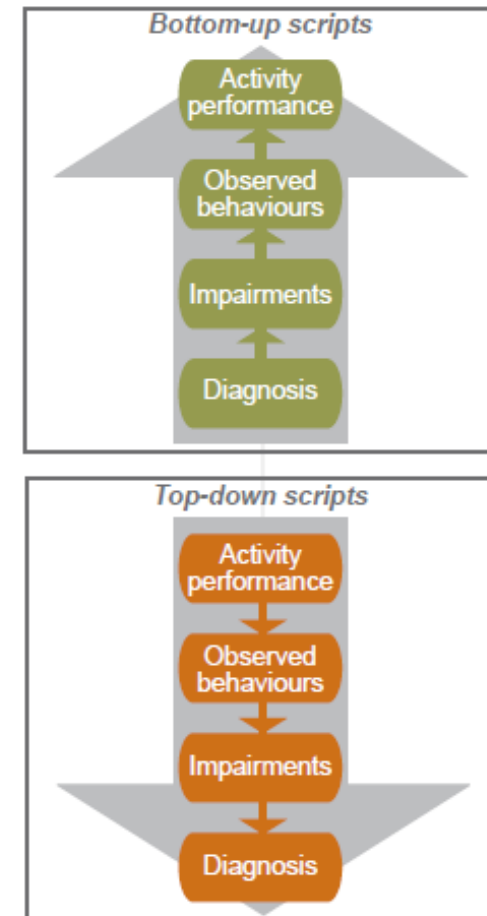 Bottom-up scripts
Activity
performance
Observed
behaviours
Impairments
Diagnosis
Top-down scripts
Activity
performance
Observed
behaviours
Impairments
Diagnosis